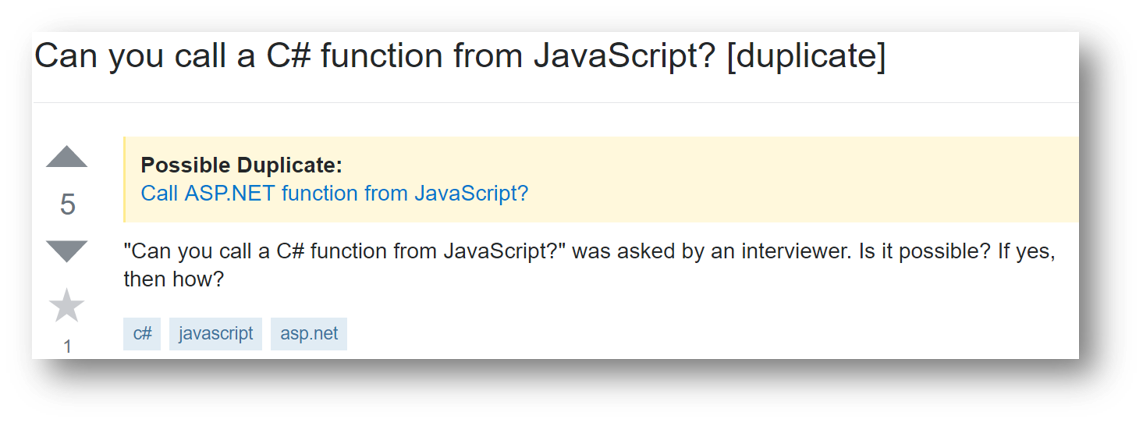 Can you call a C# function from JavaScript? [duplicate]
Possible Duplicate:
Call ASP.NET function from JavaScript?
5
"Can you call a C# function from JavaScript?" was asked by an interviewer. Is it possible? If yes,
then how?
c# javascript asp.net
1